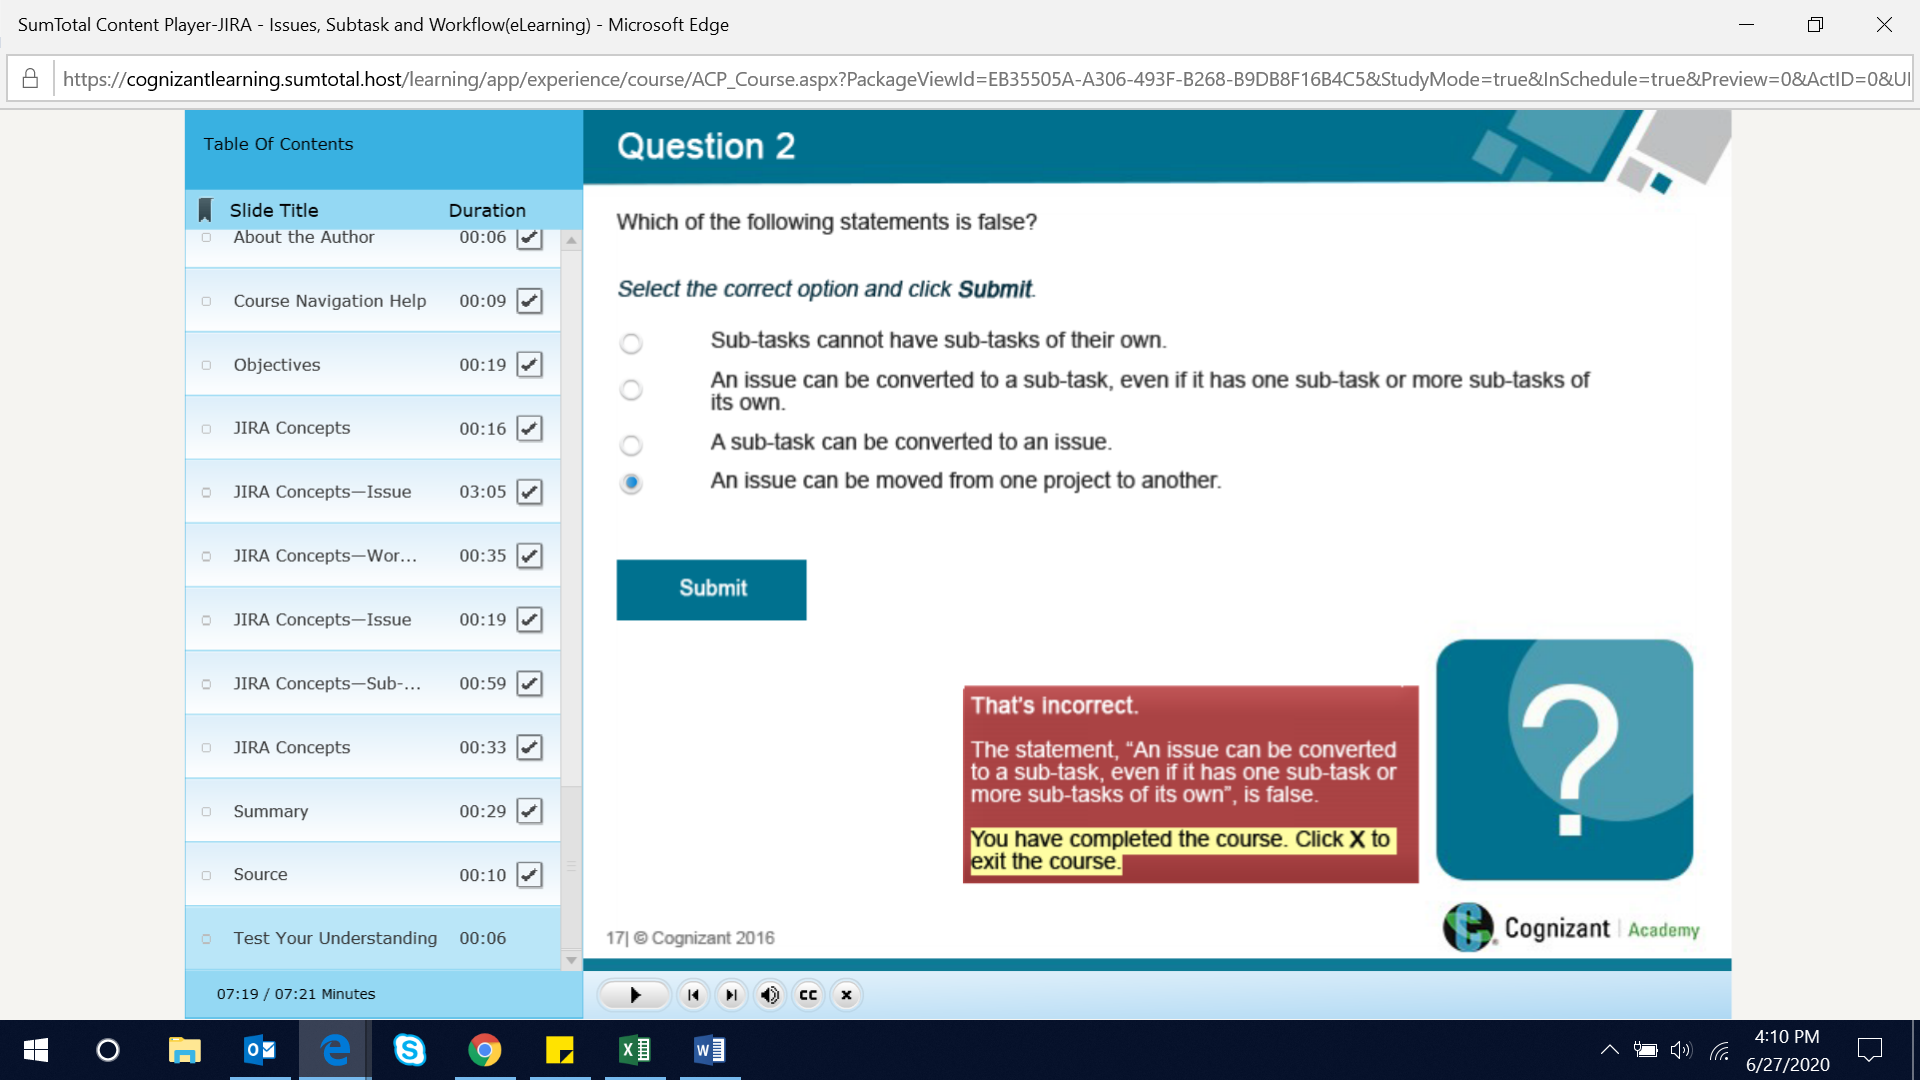 SumTotal Content Player-JIRA - Issues, Subtask and Workflow(eLearning) - Microsoft Edge
https://cognizantlearning.sumtotal.host/learning/app/experience/course/ACP_Course.aspx?PackageViewId=EB35505A-A306-493F-B268-B9DB8F16B4C5&StudyMode=true&InSchedule=true&Preview=0&ActID=0&UI
Table Of Contents
Slide Title Duration
About the Author 00:06
Course Navigation Help 00:09
Objectives 00:19
JIRA Concepts 00:16
JIRA Concepts—Issue 03:05
JIRA Concepts—Wor... 00:35
JIRA Concepts—Issue 00:19
JIRA Concepts—Sub-... 00:59
JIRA Concepts 00:33
Summary 00:29
Source 00:10
Test Your Understanding 00:06
07:19 / 07:21 Minutes
Question 2
Which of the following statements is false?
Select the correct option and click Submit.
Sub-tasks cannot have sub-tasks of their own.
An issue can be converted to a sub-task, even if it has one sub-task or more sub-tasks of
its own.
A sub-task can be converted to an issue.
An issue can be moved from one project to another.
Submit
That's incorrect.
The statement, “An issue can be converted
to a sub-task, even if it has one sub-task or
more sub-tasks of its own”, is false.
You have completed the course. Click X to
exit the course.
?
17| © Cognizant 2016
Cognizant | Academy
CC
4:10 PM
6/27/2020